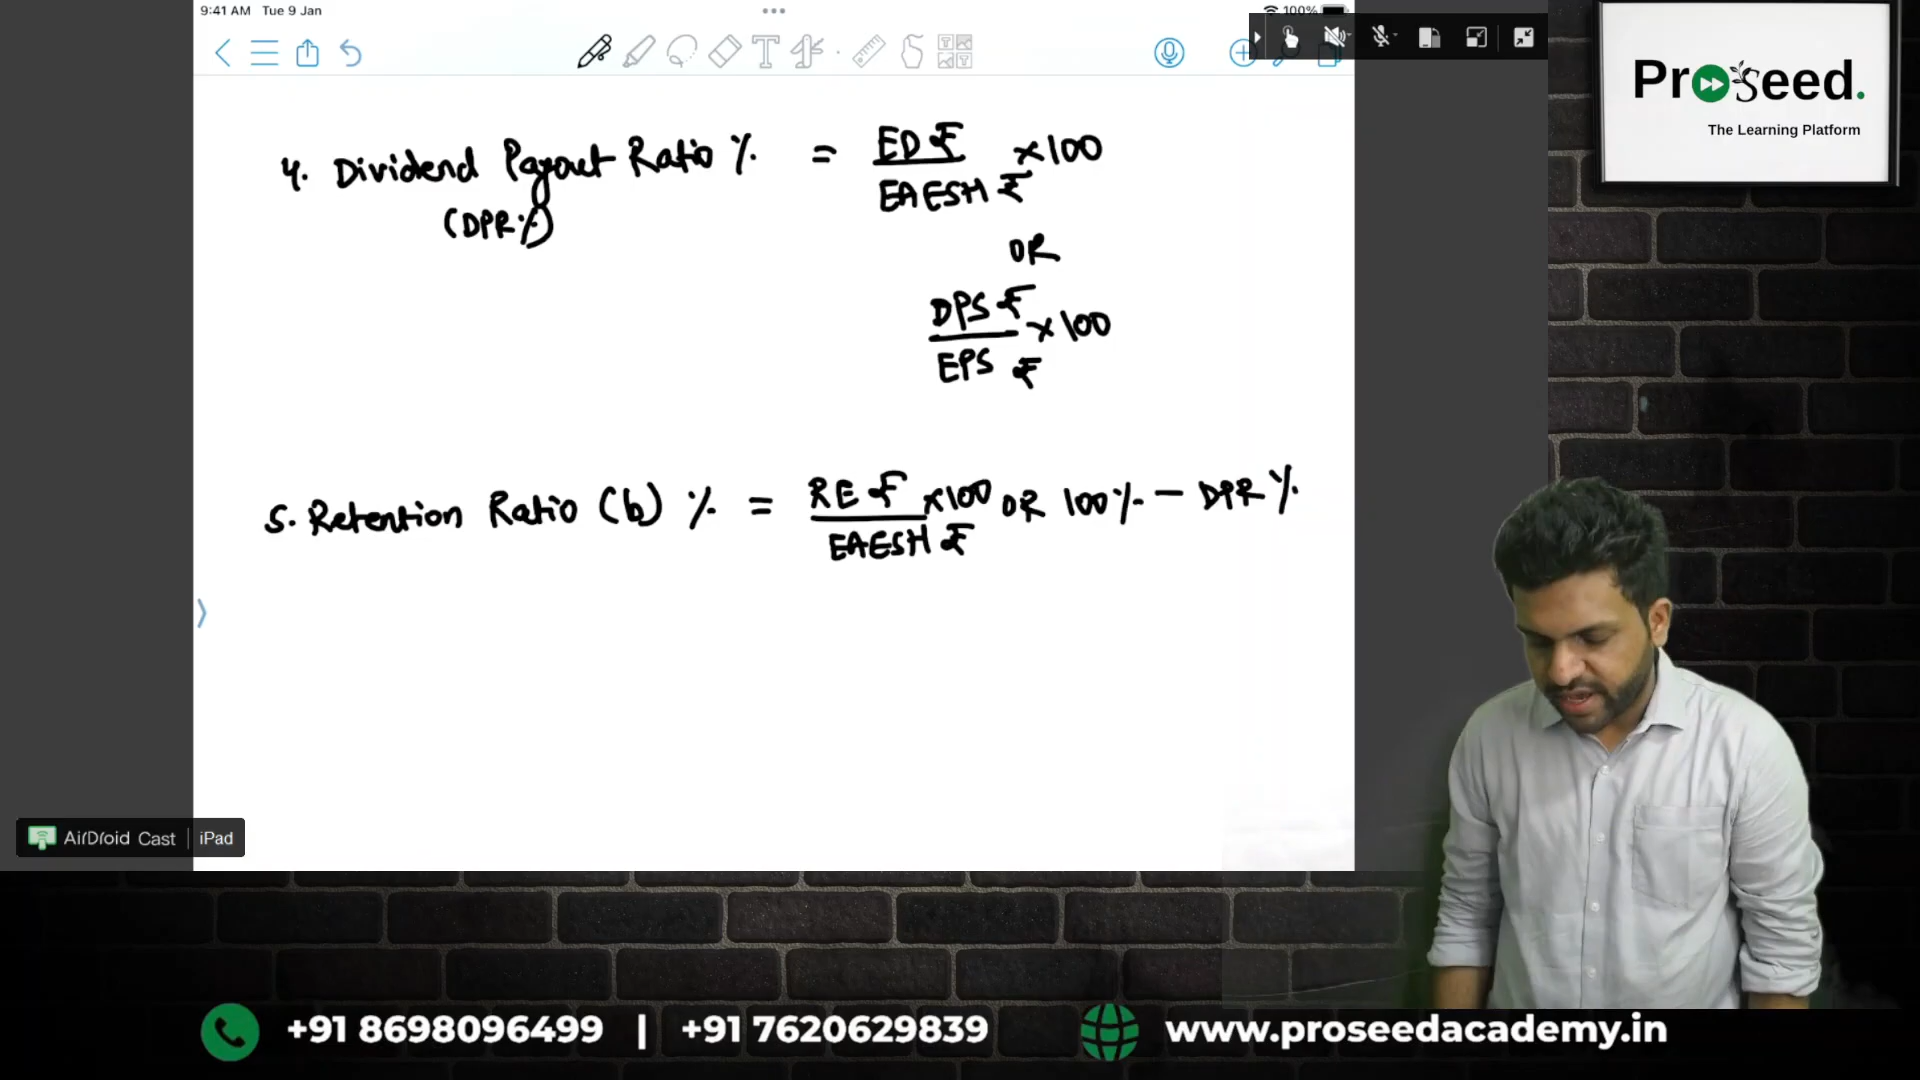 9:41 AM Tue 9 Jan
100%
4. Dividend Payout Ratio % = ED ₹ / EAESH ₹ ×100
(DPR%)
OR
DPS ₹ / EPS ₹ ×100
5. Retention Ratio (b) % = RE ₹ / EAESH ₹ ×100 OR 100% - DPR %
Proseed.
The Learning Platform
AirDroid Cast | iPad
+91 8698096499 | +91 7620629839
www.proseedacademy.in